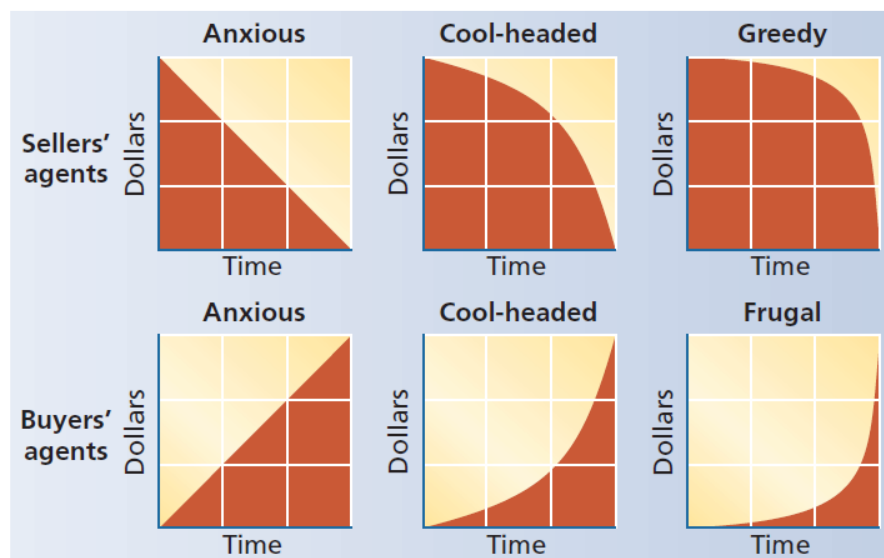 Anxious
Cool-headed
Greedy
Sellers'
agents
Dollars
Dollars
Dollars
Time
Time
Time
Anxious
Cool-headed
Frugal
Buyers'
agents
Dollars
Dollars
Dollars
Time
Time
Time